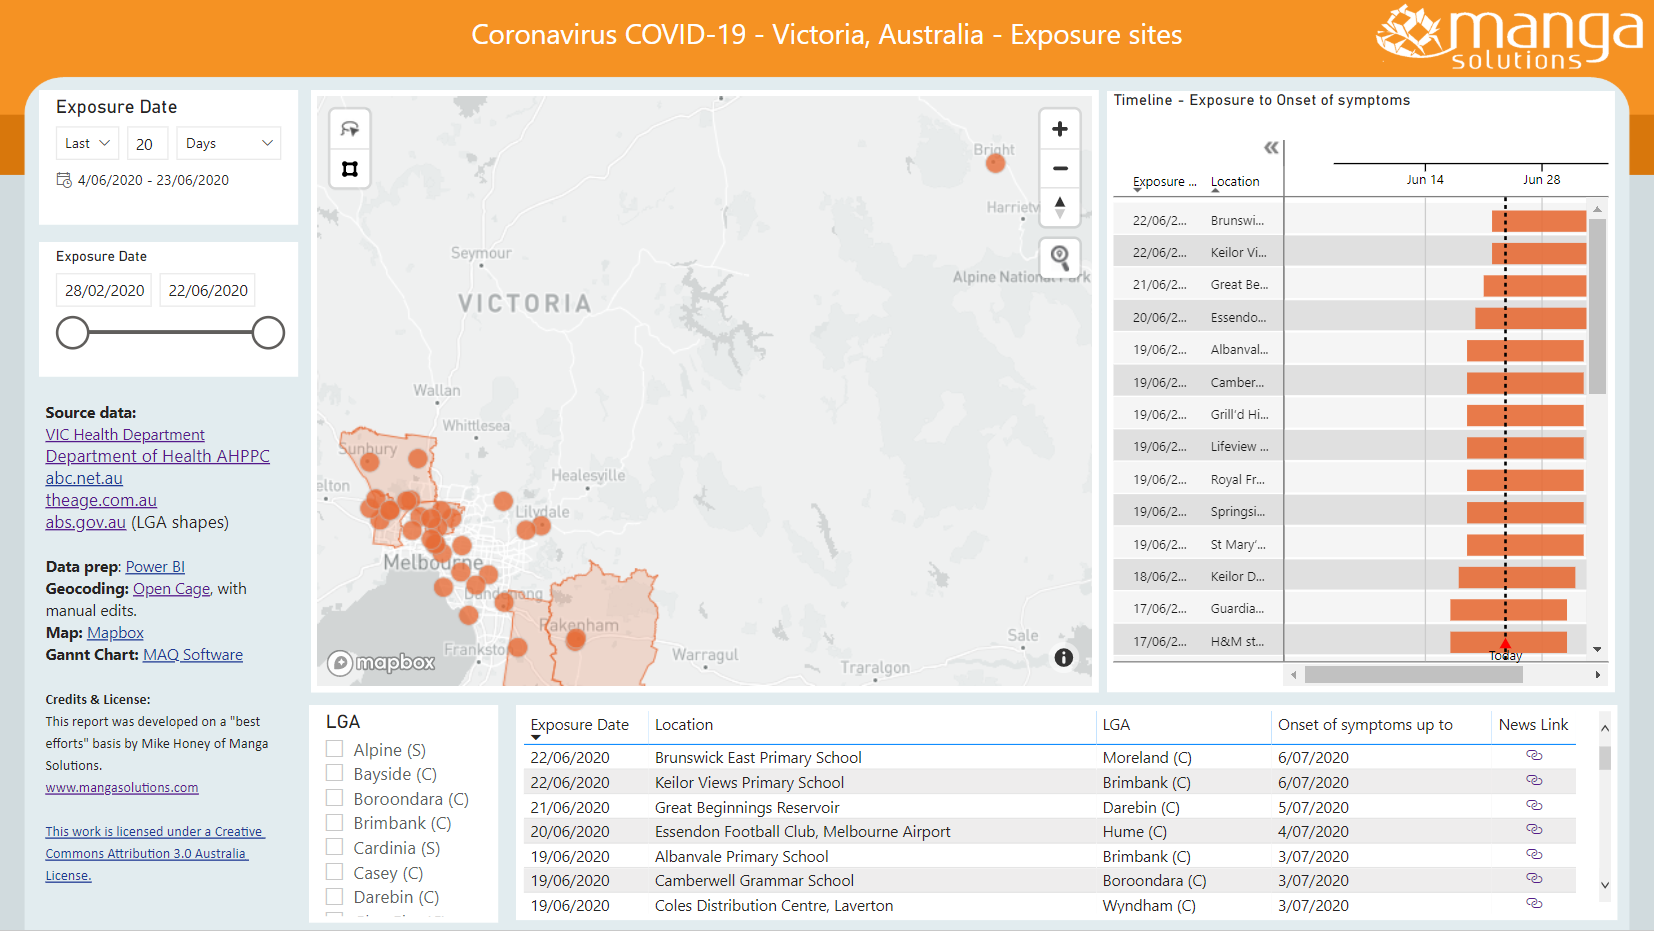 Coronavirus COVID-19 - Victoria, Australia - Exposure sites
manga
solutions
Exposure Date
Last
20
Days
4/06/2020 - 23/06/2020
Exposure Date
28/02/2020
22/06/2020
Source data:
VIC Health Department
Department of Health AHPPC
abc.net.au
theage.com.au
abs.gov.au (LGA shapes)
Data prep: Power BI
Geocoding: Open Cage, with
manual edits.
Map: Mapbox
Gannt Chart: MAQ Software
Credits & License:
This report was developed on a "best
efforts" basis by Mike Honey of Manga
Solutions.
www.mangasolutions.com
This work is licensed under a Creative
Commons Attribution 3.0 Australia
License.
Bright
Harrietv
Seymour
Alpine National Park
VICTORIA
Wallan
Whittlesea
Sunbury
Healesville
elton
Lilydale
Melbourne
Dandenong
Pakenham
Sale
Franksto
Warragul
Traralgon
mapbox
Timeline - Exposure to Onset of symptoms
Exposure ... Location
Jun 14
Jun 28
22/06/2... Brunswi...
22/06/2... Keilor Vi...
21/06/2... Great Be...
20/06/2... Essendo...
19/06/2... Albanval...
19/06/2... Camber...
19/06/2... Grill'd Hi...
19/06/2... Lifeview ...
19/06/2... Royal Fr...
19/06/2... Springsi...
19/06/2... St Mary'...
18/06/2... Keilor D...
17/06/2... Guardia...
17/06/2... H&M st...
Today
LGA
Alpine (S)
Bayside (C)
Boroondara (C)
Brimbank (C)
Cardinia (S)
Casey (C)
Darebin (C)
Exposure Date Location LGA Onset of symptoms up to News Link
22/06/2020 Brunswick East Primary School Moreland (C) 6/07/2020
22/06/2020 Keilor Views Primary School Brimbank (C) 6/07/2020
21/06/2020 Great Beginnings Reservoir Darebin (C) 5/07/2020
20/06/2020 Essendon Football Club, Melbourne Airport Hume (C) 4/07/2020
19/06/2020 Albanvale Primary School Brimbank (C) 3/07/2020
19/06/2020 Camberwell Grammar School Boroondara (C) 3/07/2020
19/06/2020 Coles Distribution Centre, Laverton Wyndham (C) 3/07/2020